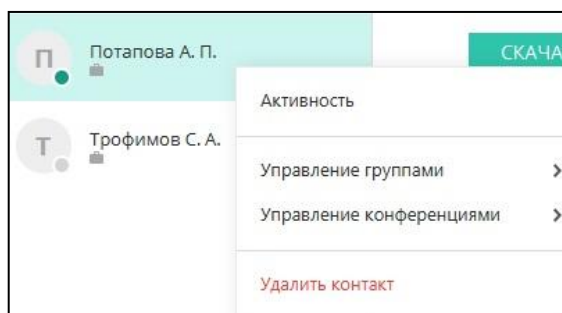 П
Потапова А. П.
СКАЧА
Активность
Т
Трофимов С. А.
Управление группами
Управление конференциями
Удалить контакт